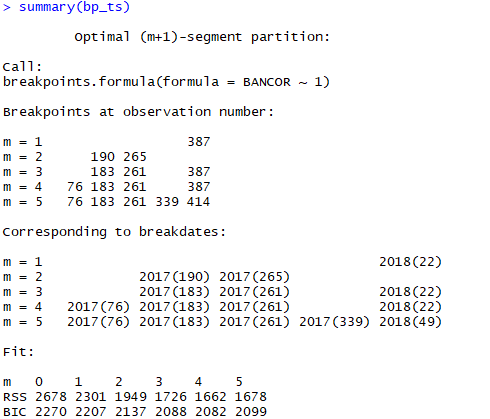 > summary(bp_ts)
Optimal (m+1)-segment partition:
Call:
breakpoints.formula(formula = BANCOR ~ 1)
Breakpoints at observation number:
m = 1 387
m = 2 190 265
m = 3 183 261 387
m = 4 76 183 261 387
m = 5 76 183 261 339 414
Corresponding to breakdates:
m = 1 2018(22)
m = 2 2017(190) 2017(265)
m = 3 2017(183) 2017(261) 2018(22)
m = 4 2017(76) 2017(183) 2017(261) 2018(22)
m = 5 2017(76) 2017(183) 2017(261) 2017(339) 2018(49)
Fit:
m 0 1 2 3 4 5
RSS 2678 2301 1949 1726 1662 1678
BIC 2270 2207 2137 2088 2082 2099